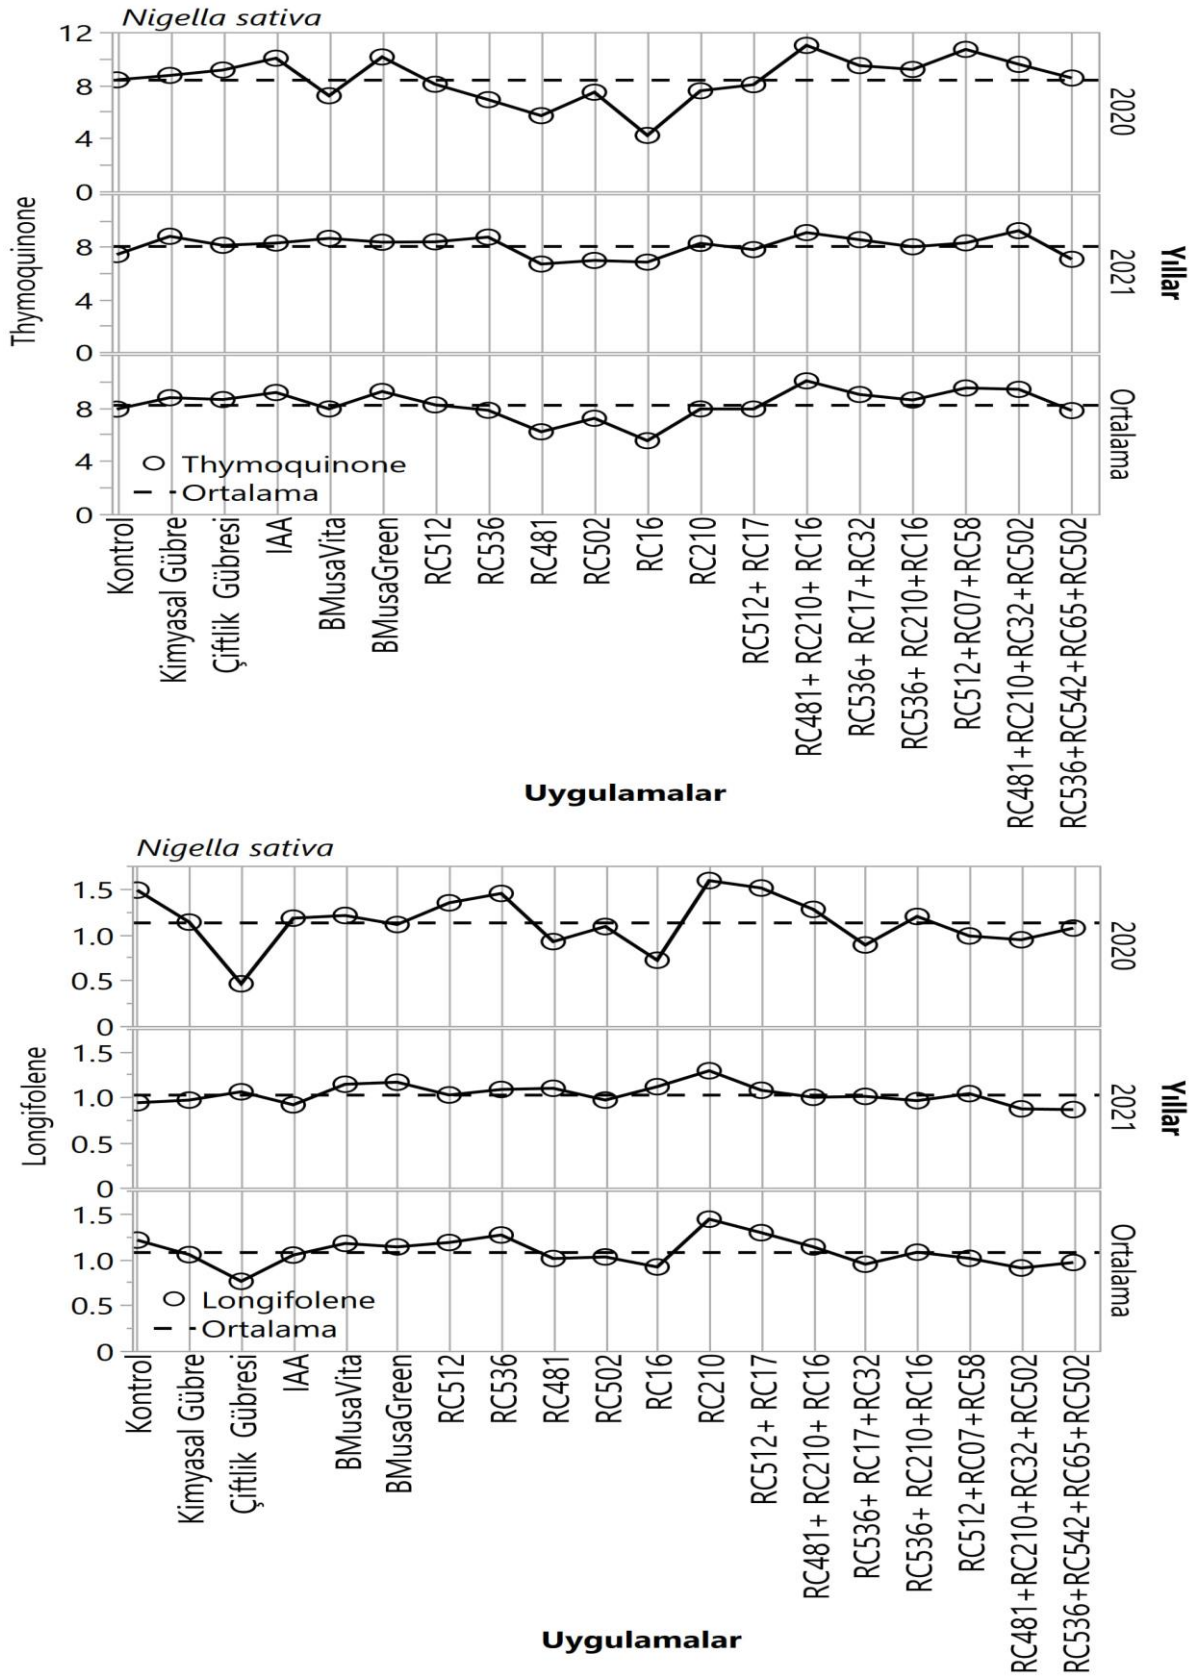 Nigella sativa
12
8
4
0
2020
8
4
0
2021
8
4
0
Ortalama
Thymoquinone
Yıllar
Thymoquinone
Ortalama
Kontrol
Kimyasal Gübre
Çiftlik Gübresi
IAA
BMusaVita
BMusaGreen
RC512
RC536
RC481
RC502
RC16
RC210
RC512+ RC17
RC481+ RC210+ RC16
RC536+ RC17+RC32
RC536+ RC210+RC16
RC512+RC07+RC58
RC481+RC210+RC32+RC502
RC536+RC542+RC65+RC502
Uygulamalar
Nigella sativa
1.5
1.0
0.5
0
2020
1.5
1.0
0.5
0
2021
1.5
1.0
0.5
0
Ortalama
Longifolene
Yıllar
Longifolene
Ortalama
Kontrol
Kimyasal Gübre
Çiftlik Gübresi
IAA
BMusaVita
BMusaGreen
RC512
RC536
RC481
RC502
RC16
RC210
RC512+ RC17
RC481+ RC210+ RC16
RC536+ RC17+RC32
RC536+ RC210+RC16
RC512+RC07+RC58
RC481+RC210+RC32+RC502
RC536+RC542+RC65+RC502
Uygulamalar